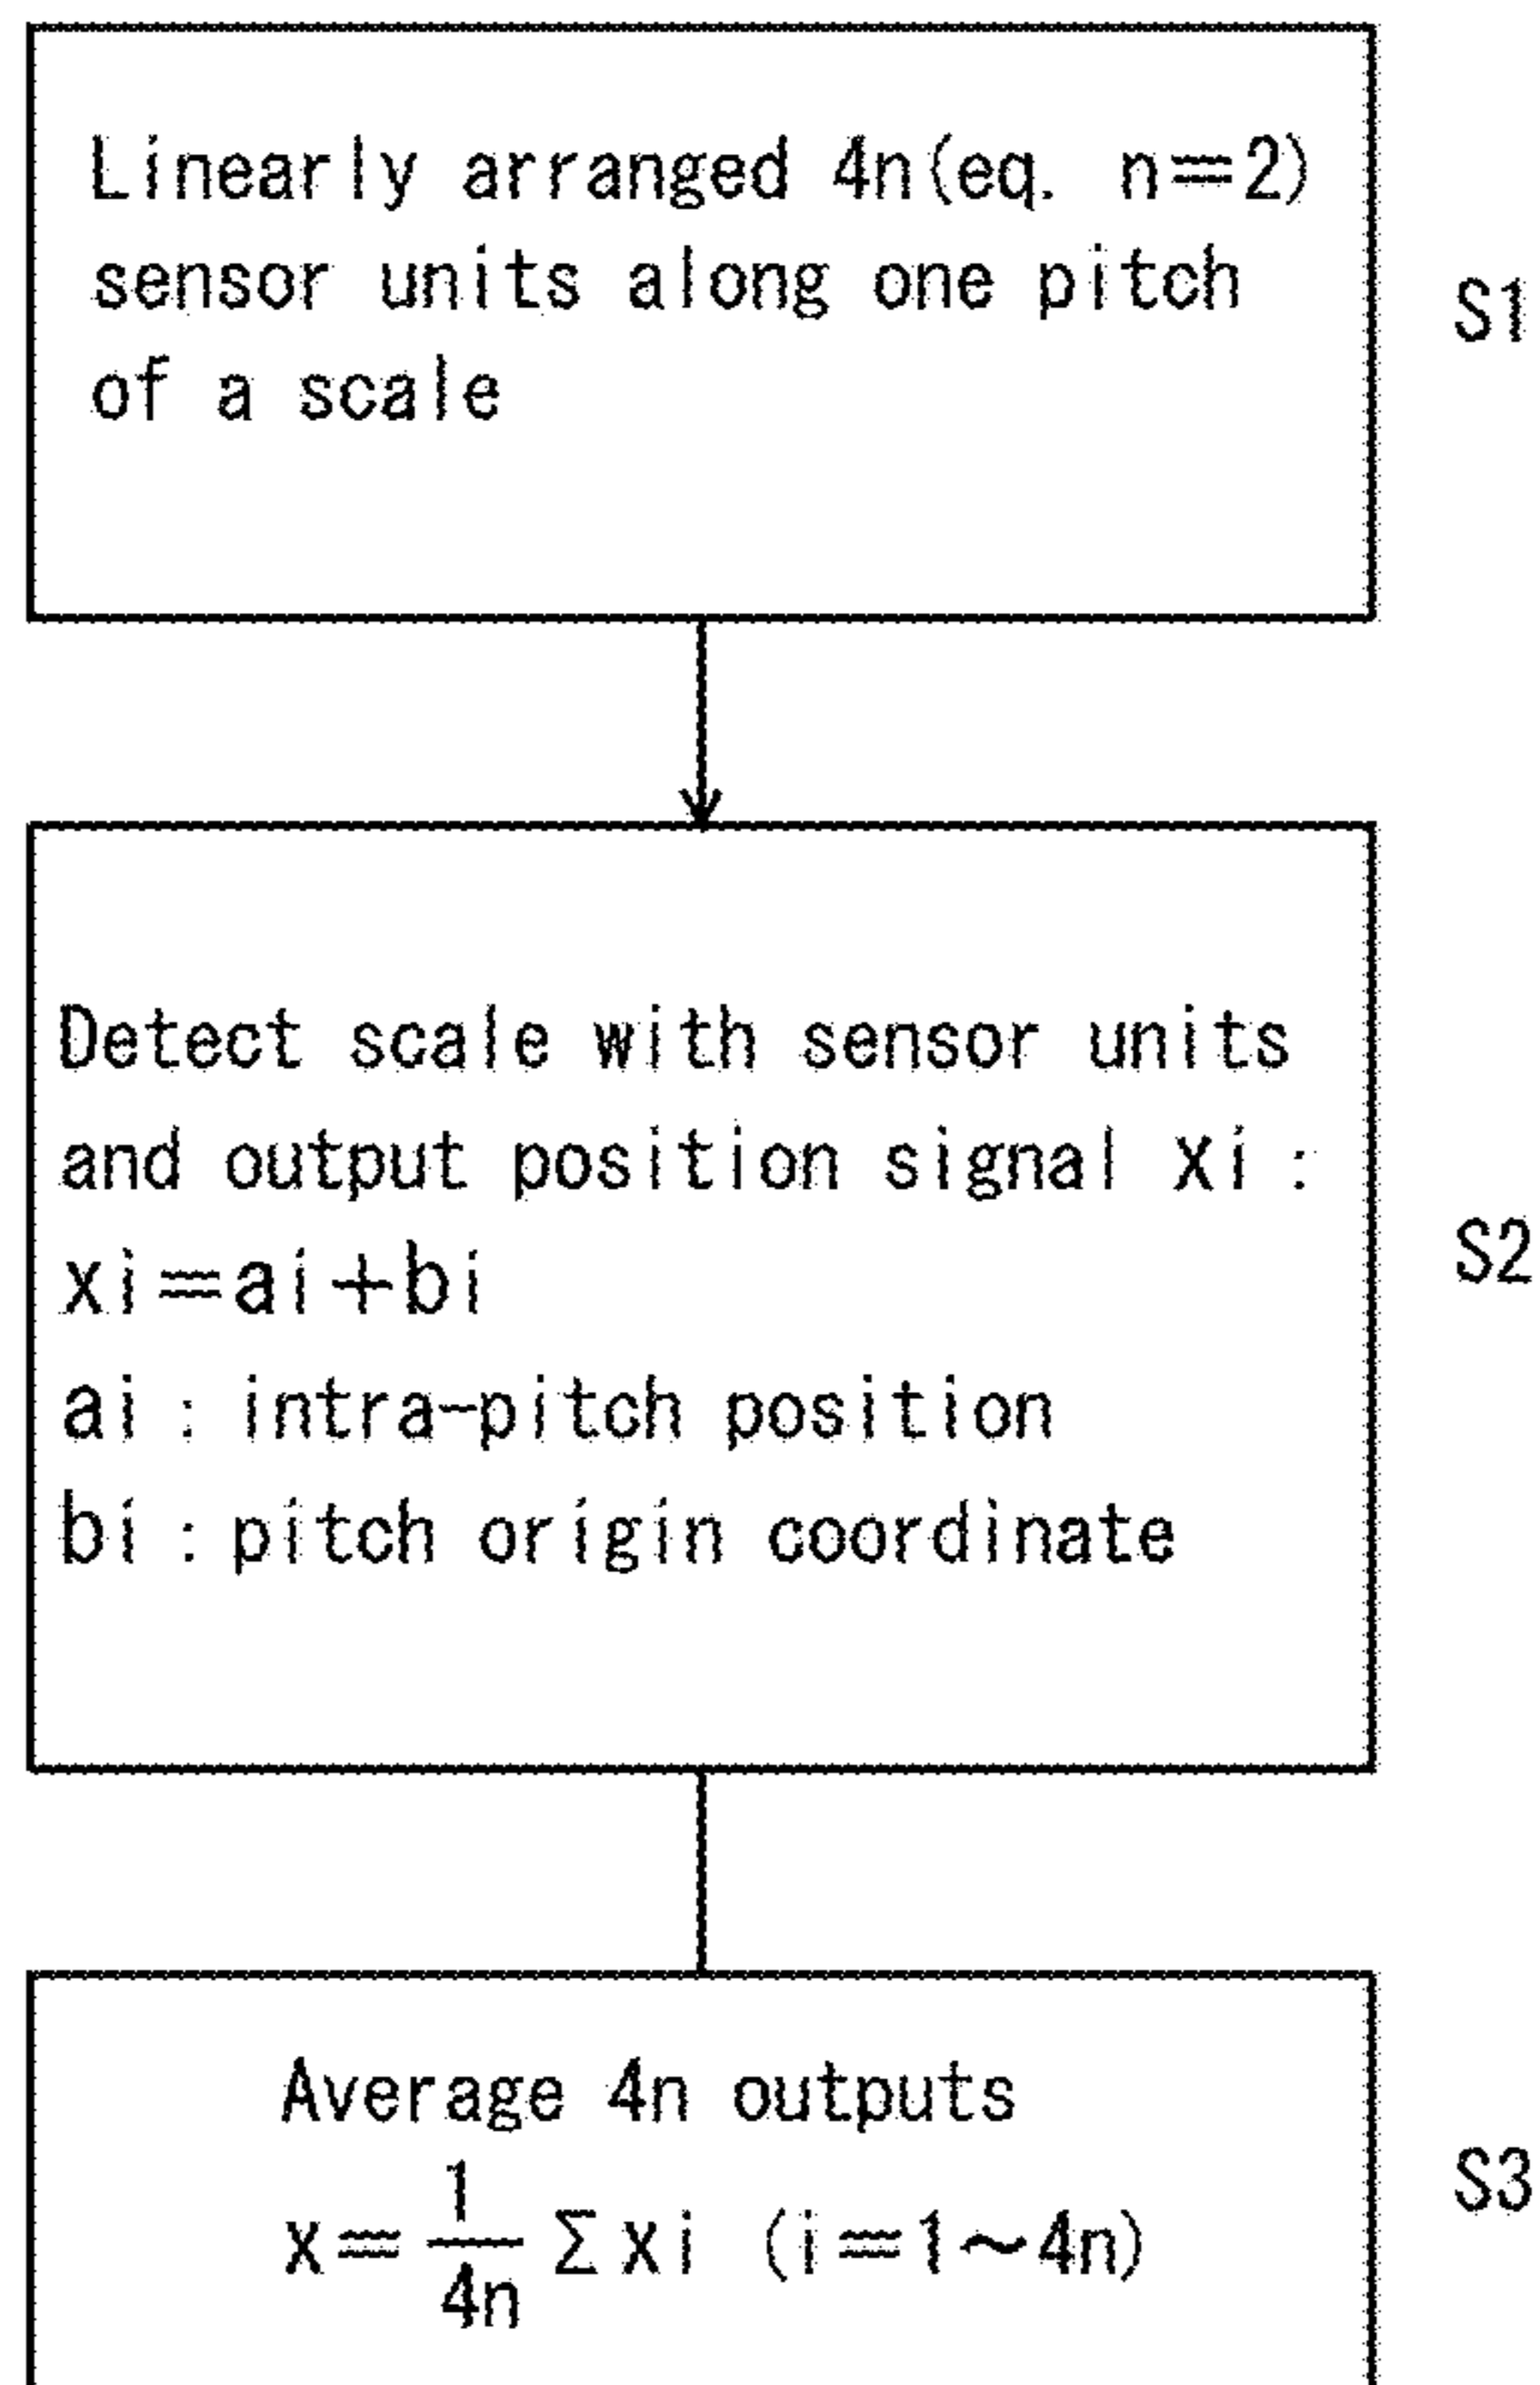 Linearly arranged 4n(eq. n=2)
sensor units along one pitch
of a scale
S1
Detect scale with sensor units
and output position signal xi :
xi=ai+bi
ai : intra-pitch position
bi : pitch origin coordinate
S2
Average 4n outputs
x=1/4n Σxi (i=1~4n)
S3